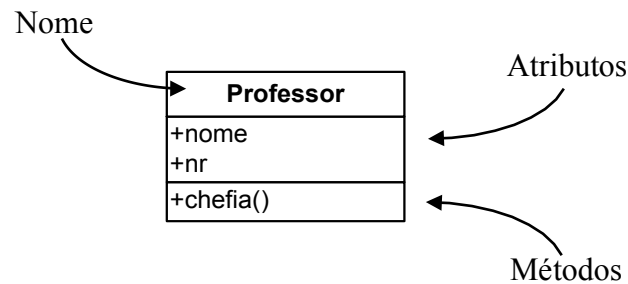 Nome
Atributos
Professor
+nome
+nr
+chefia()
Métodos